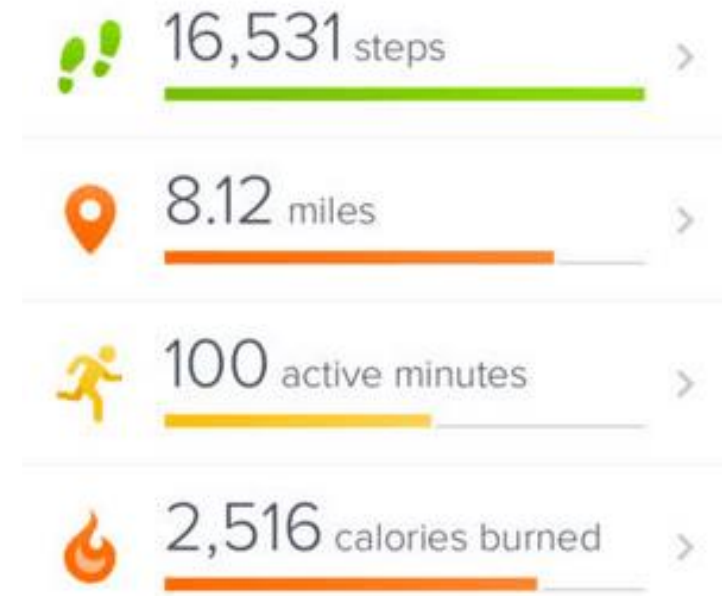 16,531 steps
8.12 miles
100 active minutes
2,516 calories burned